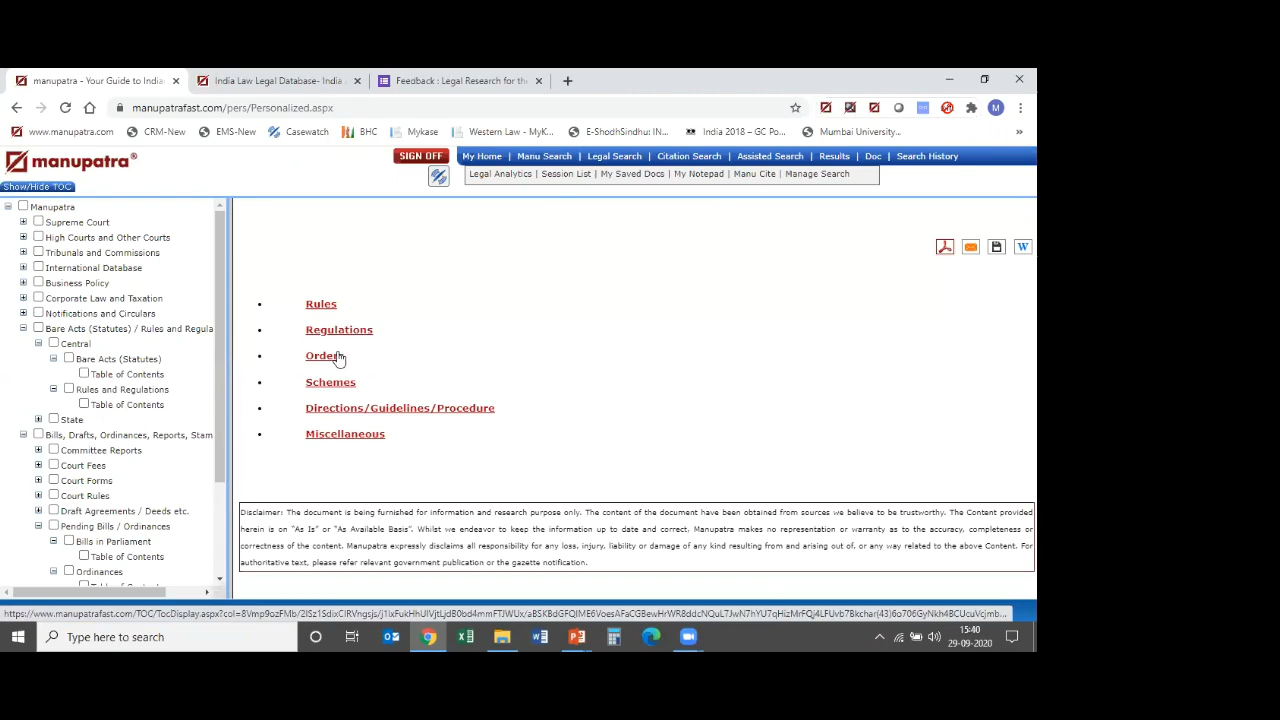 manupatra - Your Guide to India
India Law Legal Database- India
Feedback : Legal Research for the
manupatrafast.com/pers/Personalized.aspx
www.manupatra.com
CRM-New
EMS-New
Casewatch
BHC
Mykase
Western Law - MyK...
E-ShodhSindhu: IN...
India 2018 – GC Po...
Mumbai University...
»
manupatra®
SIGN OFF
My Home | Manu Search | Legal Search | Citation Search | Assisted Search | Results | Doc | Search History
Legal Analytics | Session List | My Saved Docs | My Notepad | Manu Cite | Manage Search
Show/Hide TOC
Manupatra
Supreme Court
High Courts and Other Courts
Tribunals and Commissions
International Database
Business Policy
Corporate Law and Taxation
Notifications and Circulars
Bare Acts (Statutes) / Rules and Regula
Central
Bare Acts (Statutes)
Table of Contents
Rules and Regulations
Table of Contents
State
Bills, Drafts, Ordinances, Reports, Stam
Committee Reports
Court Fees
Court Forms
Court Rules
Draft Agreements / Deeds etc.
Pending Bills / Ordinances
Bills in Parliament
Table of Contents
Ordinances
• Rules
• Regulations
• Order
• Schemes
• Directions/Guidelines/Procedure
• Miscellaneous
Disclaimer: The document is being furnished for information and research purpose only. The content of the document have been obtained from sources we believe to be trustworthy. The Content provided
herein is on "As Is" or "As Available Basis". Whilst we endeavor to keep the information up to date and correct, Manupatra makes no representation or warranty as to the accuracy, completeness or
correctness of the content. Manupatra expressly disclaims all responsibility for any loss, injury, liability or damage of any kind resulting from and arising out of, or any way related to the above Content. For
authoritative text, please refer relevant government publication or the gazette notification.
Type here to search
15:40
29-09-2020